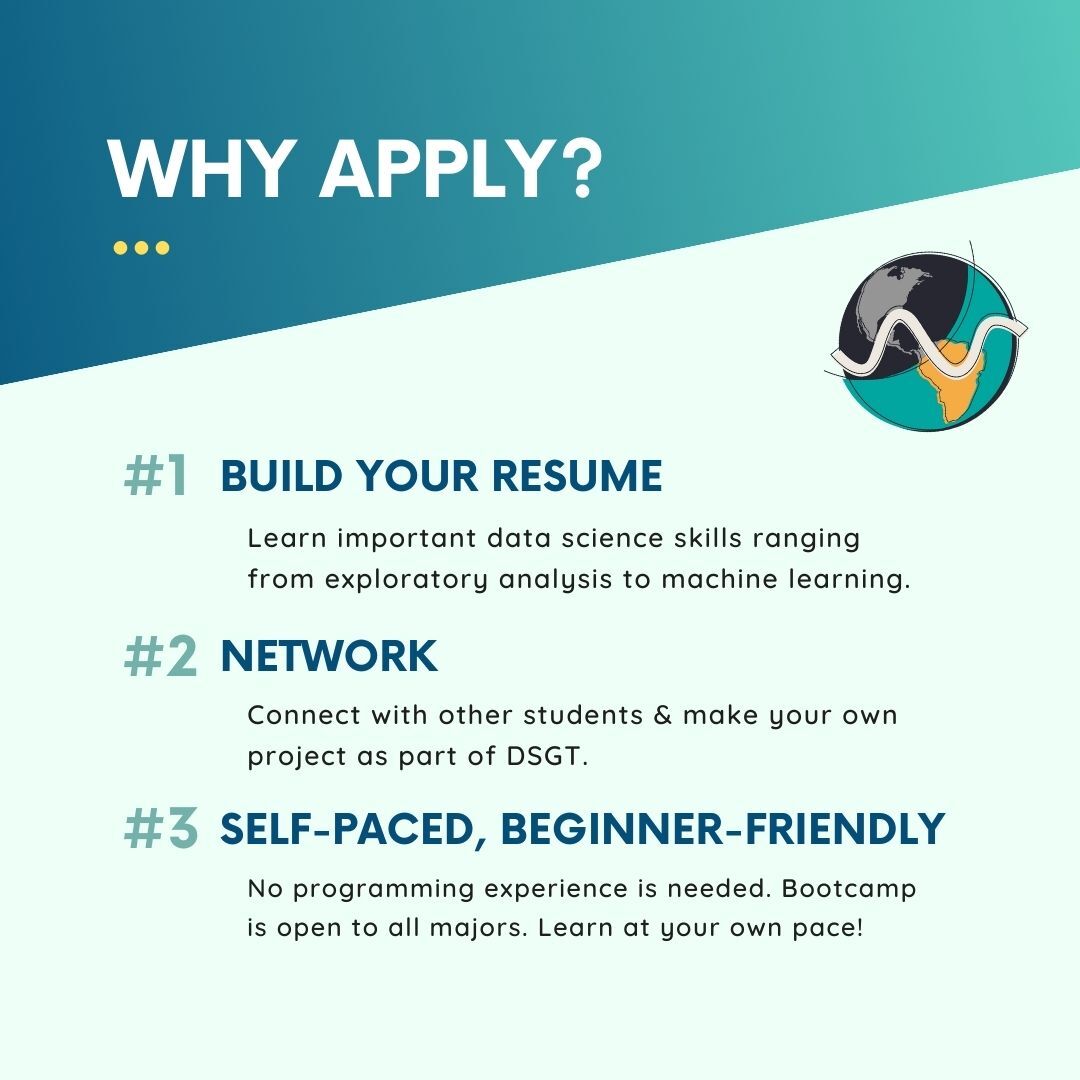 WHY APPLY?
#1 BUILD YOUR RESUME
Learn important data science skills ranging
from exploratory analysis to machine learning.
#2 NETWORK
Connect with other students & make your own
project as part of DSGT.
#3 SELF-PACED, BEGINNER-FRIENDLY
No programming experience is needed. Bootcamp
is open to all majors. Learn at your own pace!